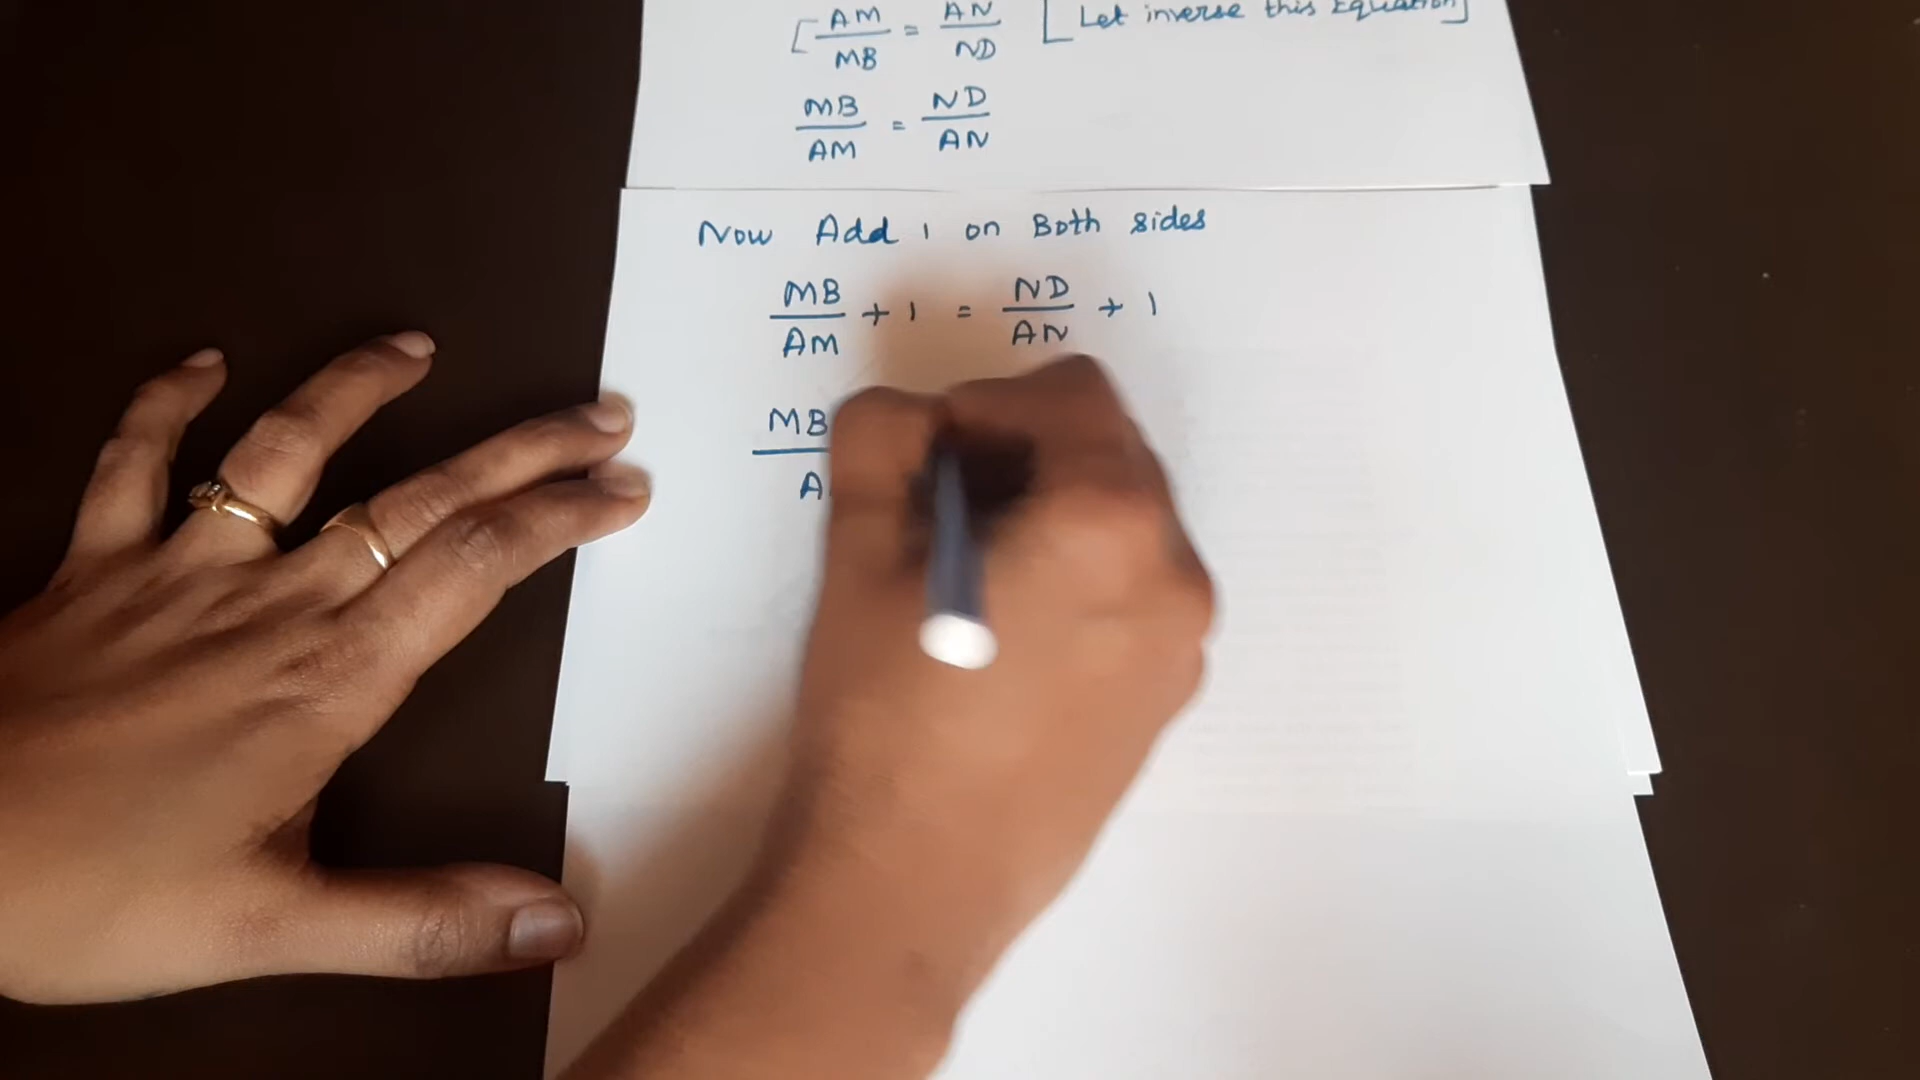 [AM/MB = AN/ND [Let inverse this Equation]
MB/AM = ND/AN
Now Add 1 on Both sides
MB/AM + 1 = ND/AN + 1
MB
A